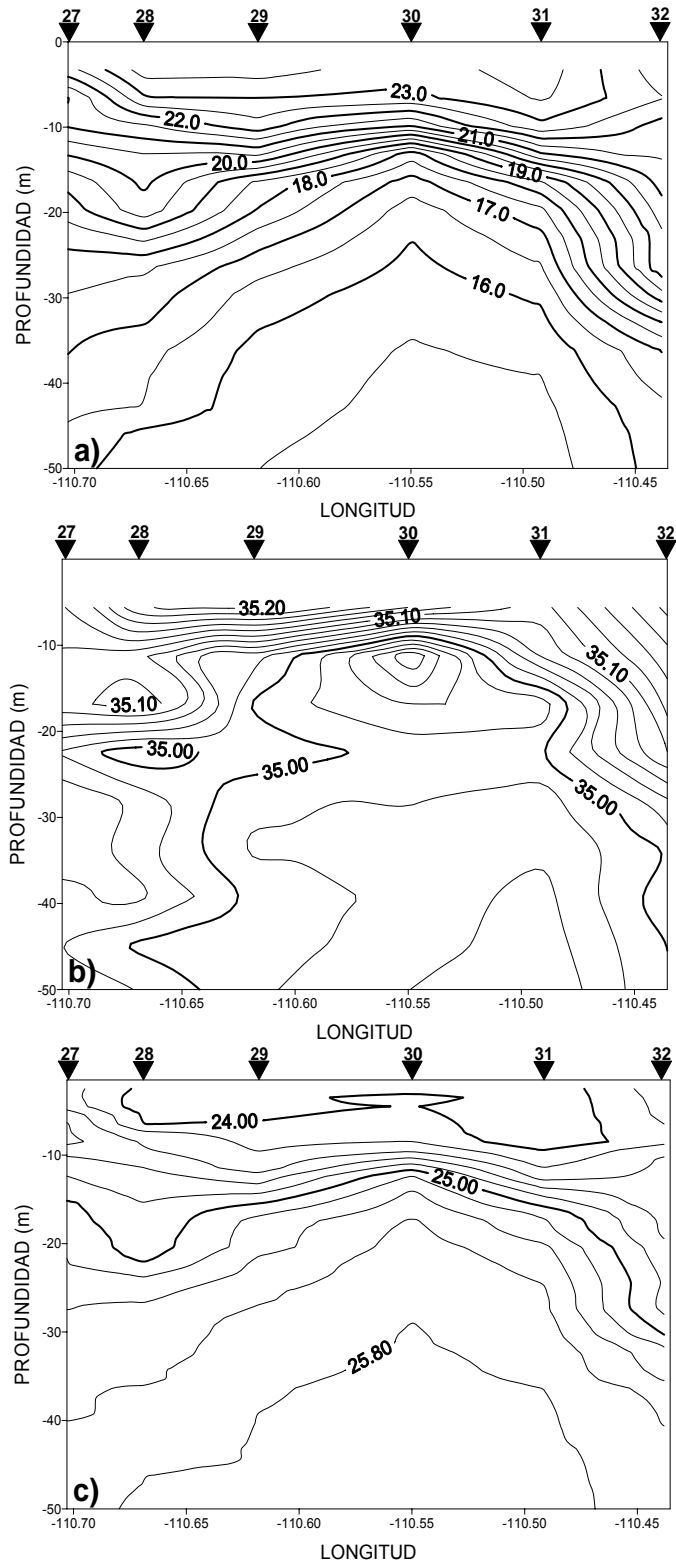 27 28 29 30 31 32
0
23.0
22.0
-10
21.0
20.0
19.0
18.0
17.0
-20
-30
16.0
-40
-50
PROFUNDIDAD (m)
a)
-110.70 -110.65 -110.60 -110.55 -110.50 -110.45
LONGITUD
27 28 29 30 31 32
35.20
35.10
-10
35.10
35.10
-20
35.00
35.00
35.00
-30
-40
-50
PROFUNDIDAD (m)
b)
-110.70 -110.65 -110.60 -110.55 -110.50 -110.45
LONGITUD
27 28 29 30 31 32
24.00
-10
25.00
-20
-30
25.80
-40
-50
PROFUNDIDAD (m)
c)
-110.70 -110.65 -110.60 -110.55 -110.50 -110.45
LONGITUD